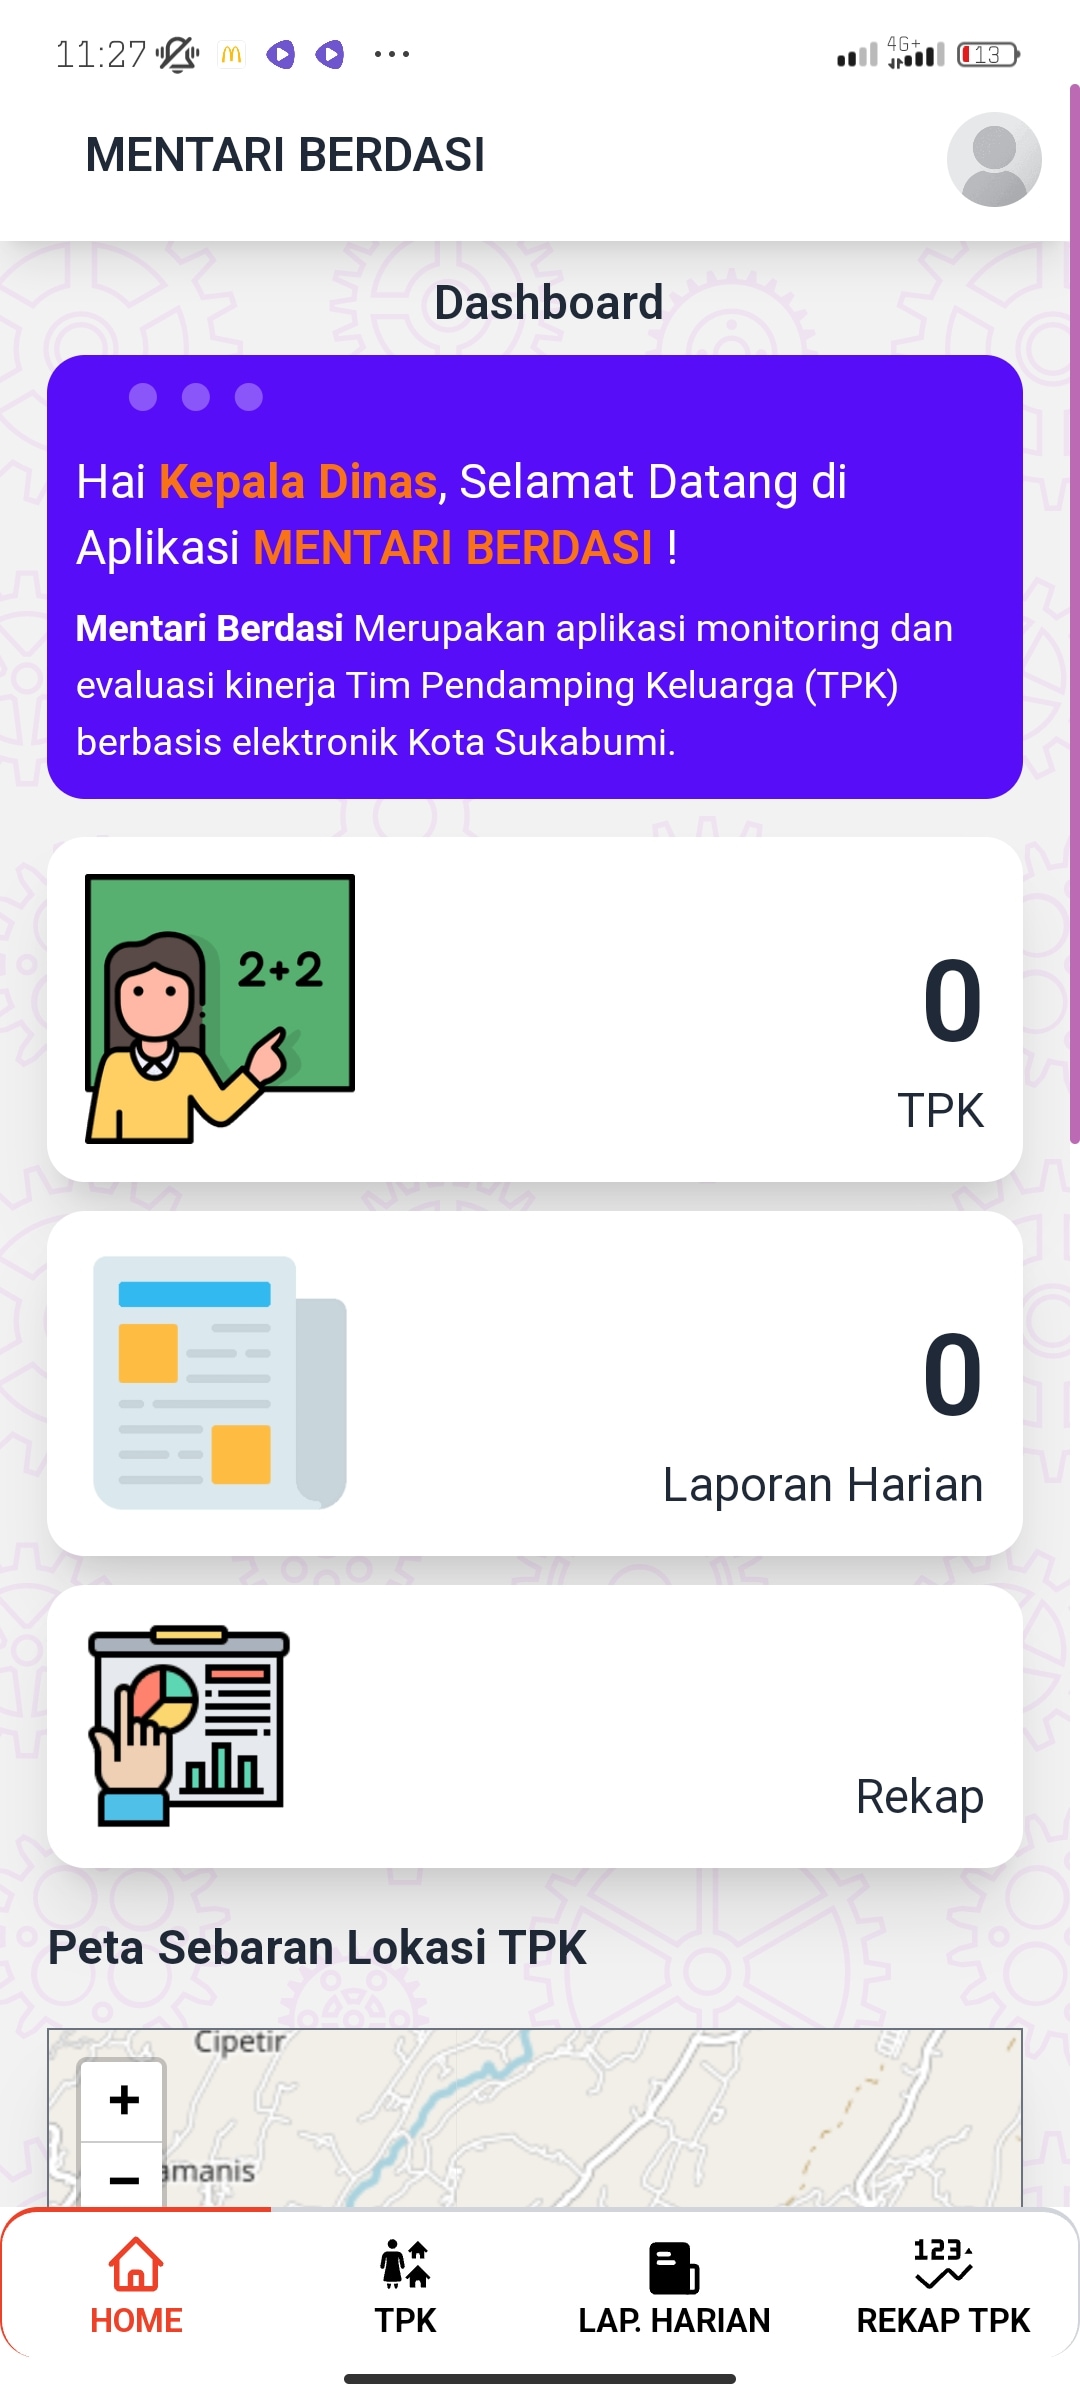 11:27
4G+
13
MENTARI BERDASI
Dashboard
Hai Kepala Dinas, Selamat Datang di
Aplikasi MENTARI BERDASI !
Mentari Berdasi Merupakan aplikasi monitoring dan
evaluasi kinerja Tim Pendamping Keluarga (TPK)
berbasis elektronik Kota Sukabumi.
2+2
0
TPK
0
Laporan Harian
Rekap
Peta Sebaran Lokasi TPK
Cipetir
+
amanis
−
123
HOME
TPK
LAP. HARIAN
REKAP TPK